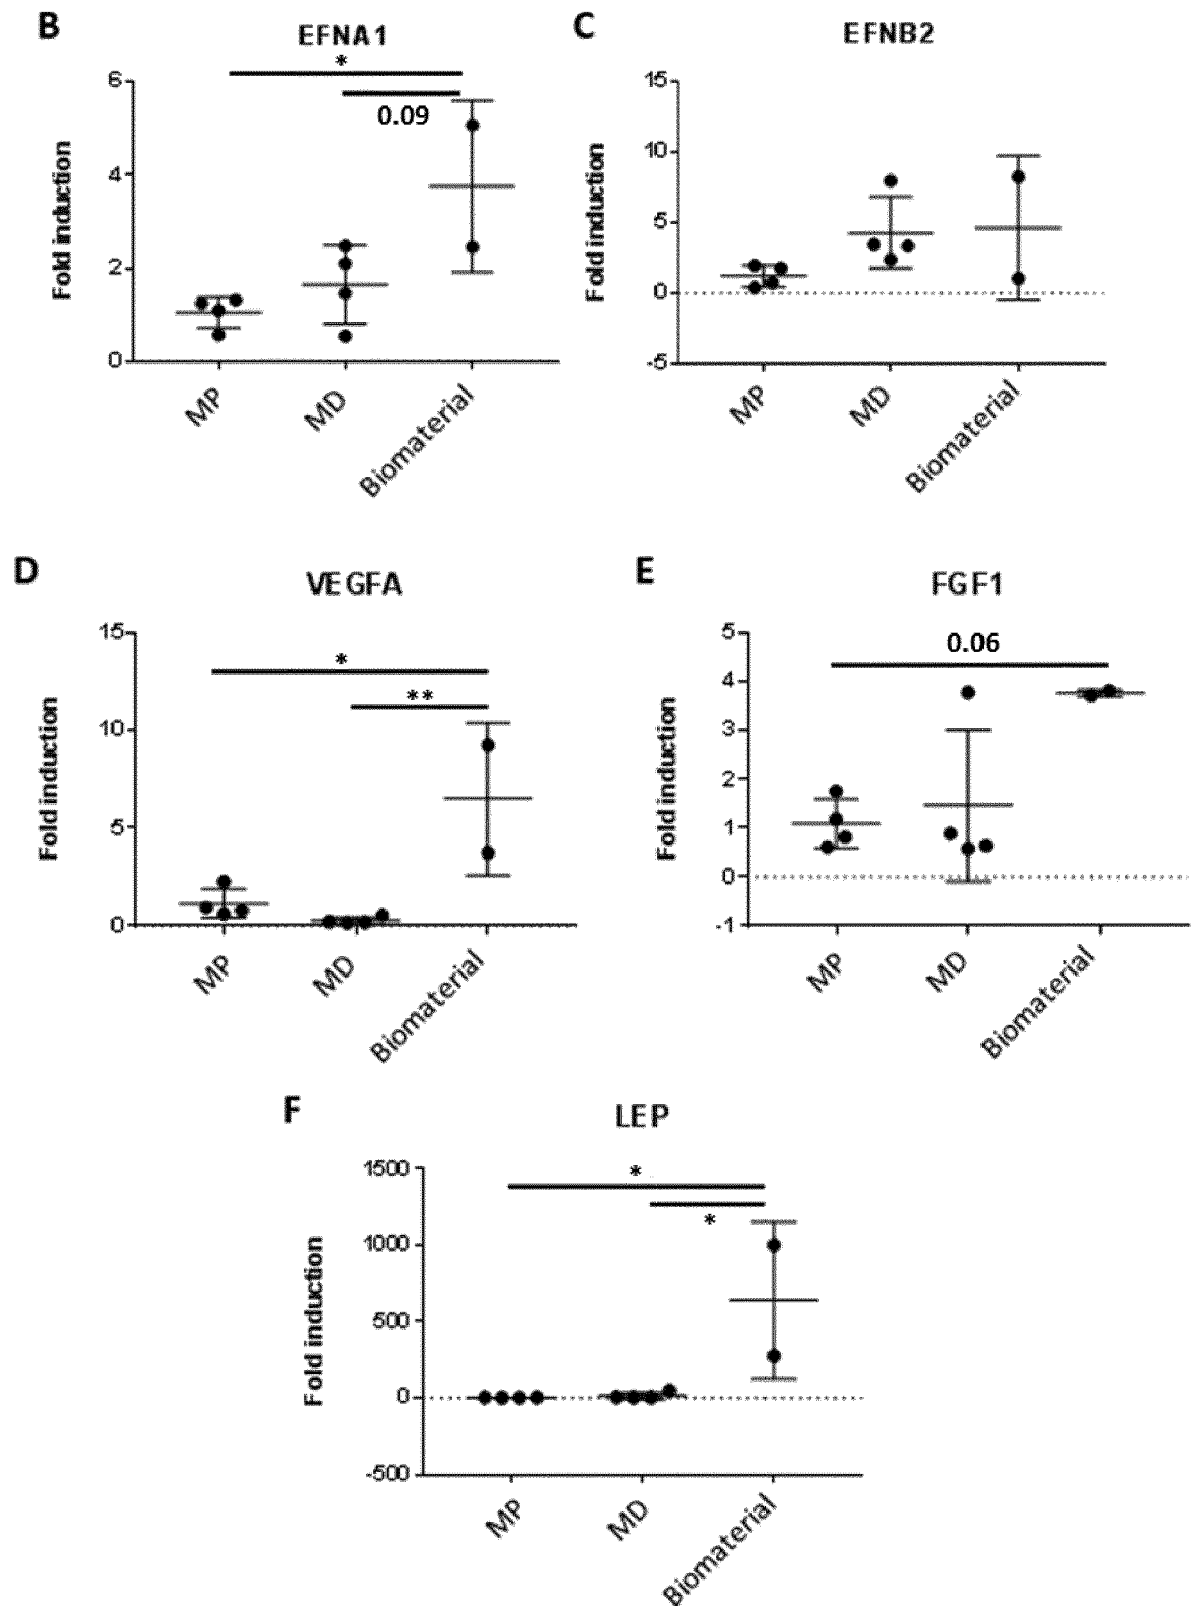 B
EFNA1
*
0.09
6
4
2
0
Fold induction
MP
MD
Biomaterial
C
EFNB2
15
10
5
0
-5
Fold induction
MP
MD
Biomaterial
D
VEGFA
*
**
15
10
5
0
Fold induction
MP
MD
Biomaterial
E
FGF1
0.06
5
4
3
2
1
0
-1
Fold induction
MP
MD
Biomaterial
F
LEP
*
*
1500
1000
500
0
-500
Fold induction
MP
MD
Biomaterial